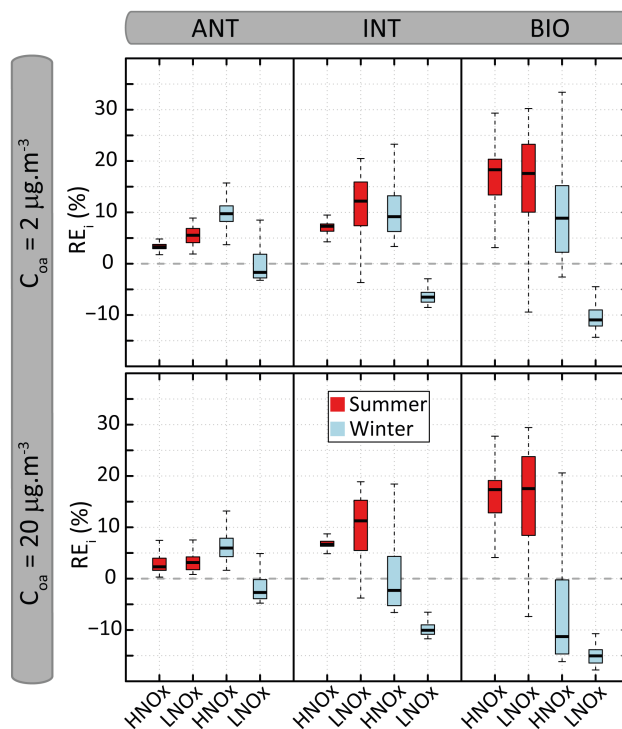 ANT INT BIO
C_oa = 2 µg.m⁻³
RE_i (%)
30
20
10
0
−10
C_oa = 20 µg.m⁻³
RE_i (%)
30
20
10
0
−10
Summer
Winter
HNOx LNOx HNOx LNOx HNOx LNOx HNOx LNOx HNOx LNOx HNOx LNOx